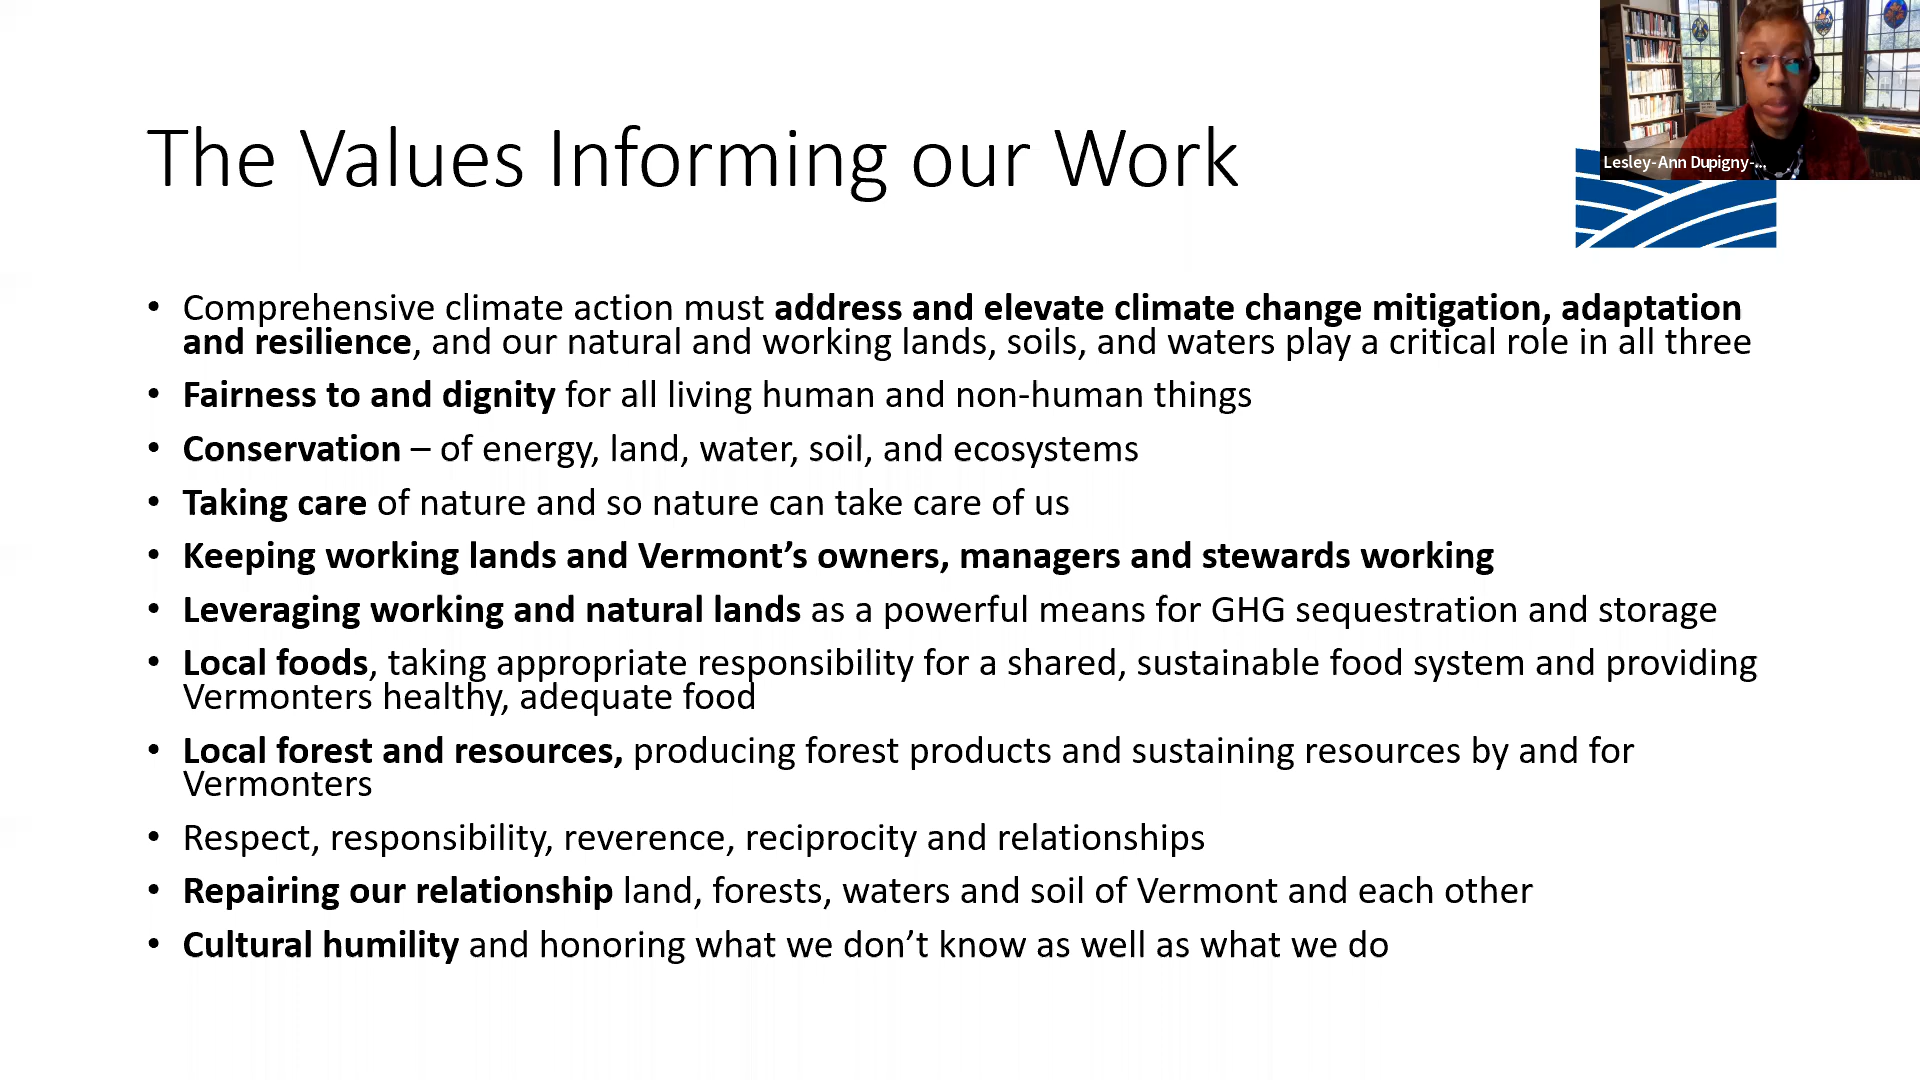 The Values Informing our Work
Lesley-Ann Dupigny-...
• Comprehensive climate action must address and elevate climate change mitigation, adaptation
and resilience, and our natural and working lands, soils, and waters play a critical role in all three
• Fairness to and dignity for all living human and non-human things
• Conservation – of energy, land, water, soil, and ecosystems
• Taking care of nature and so nature can take care of us
• Keeping working lands and Vermont’s owners, managers and stewards working
• Leveraging working and natural lands as a powerful means for GHG sequestration and storage
• Local foods, taking appropriate responsibility for a shared, sustainable food system and providing
Vermonters healthy, adequate food
• Local forest and resources, producing forest products and sustaining resources by and for
Vermonters
• Respect, responsibility, reverence, reciprocity and relationships
• Repairing our relationship land, forests, waters and soil of Vermont and each other
• Cultural humility and honoring what we don’t know as well as what we do